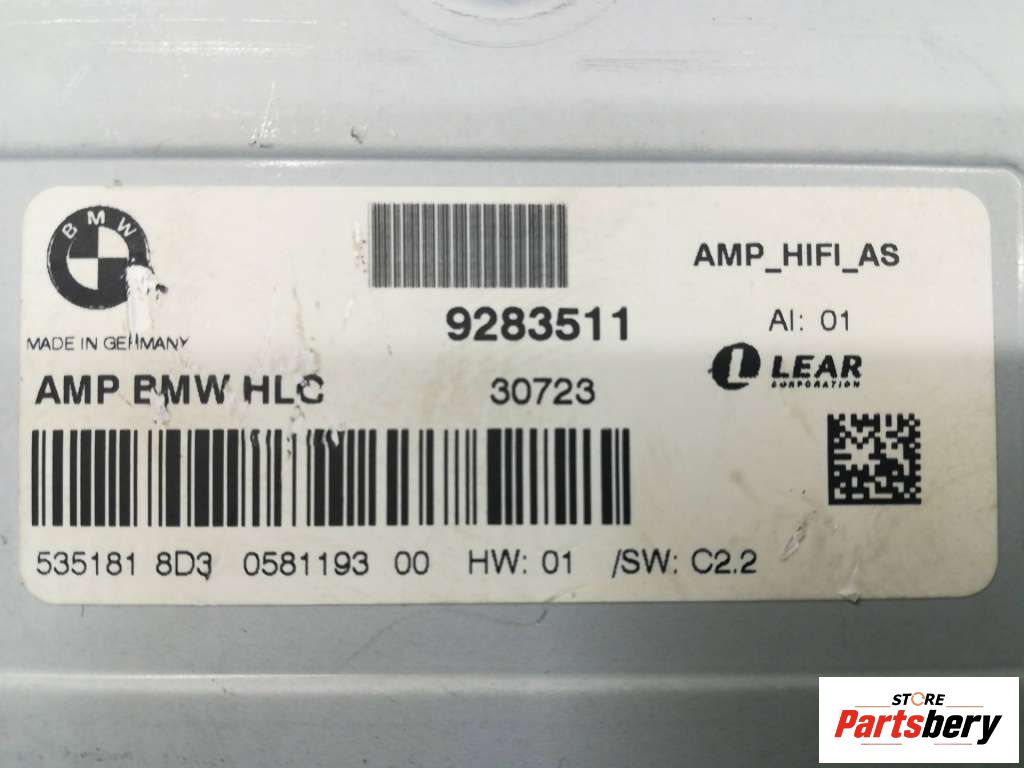 BMW
AMP_HIFI_AS
9283511
AI: 01
MADE IN GERMANY
LEAR
CORPORATION
AMP BMW HLC
30723
535181 8D3 0581193 00 HW: 01 /SW: C2.2
STORE
Partsbery